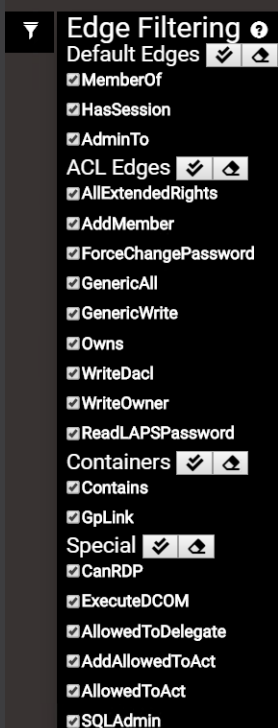 Edge Filtering ?
Default Edges
MemberOf
HasSession
AdminTo
ACL Edges
AllExtendedRights
AddMember
ForceChangePassword
GenericAll
GenericWrite
Owns
WriteDacl
WriteOwner
ReadLAPSPassword
Containers
Contains
GpLink
Special
CanRDP
ExecuteDCOM
AllowedToDelegate
AddAllowedToAct
AllowedToAct
SQLAdmin